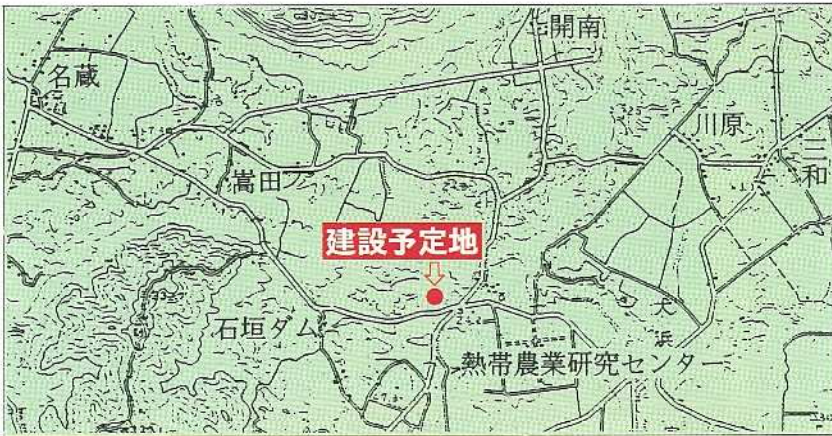 開南
名蔵
川原
三和
嵩田
建設予定地
大浜
石垣ダム
熱帯農業研究センター